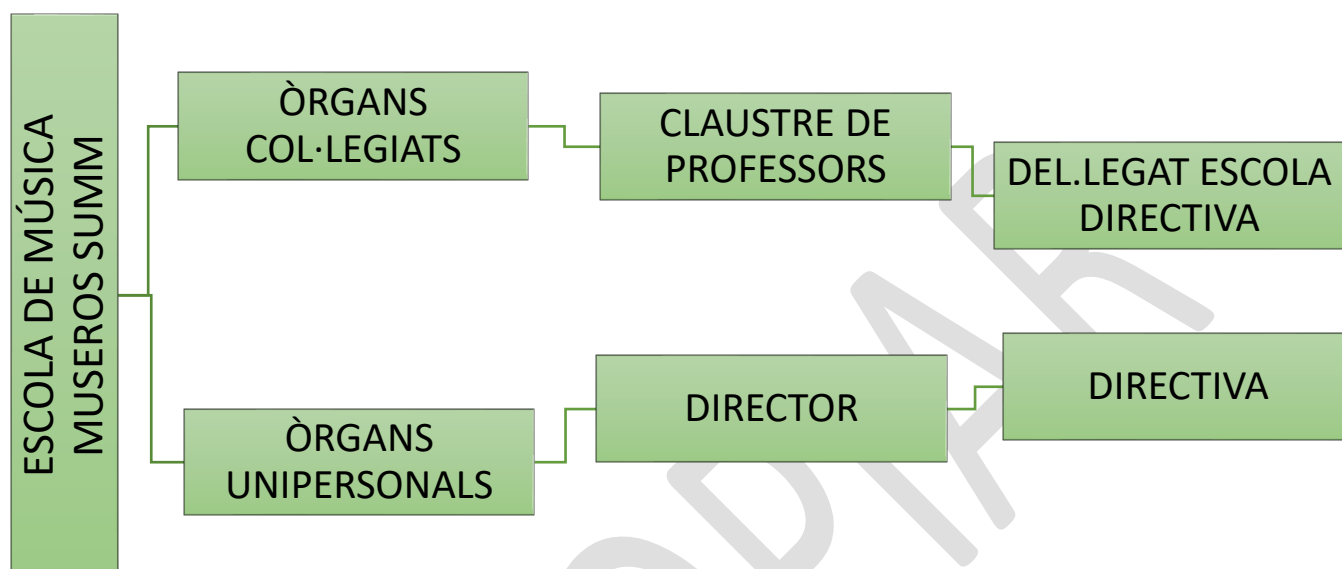 ESCOLA DE MÚSICA
MUSEROS SUMM
ÒRGANS
COL·LEGIATS
CLAUSTRE DE
PROFESSORS
DEL.LEGAT ESCOLA
DIRECTIVA
ÒRGANS
UNIPERSONALS
DIRECTOR
DIRECTIVA